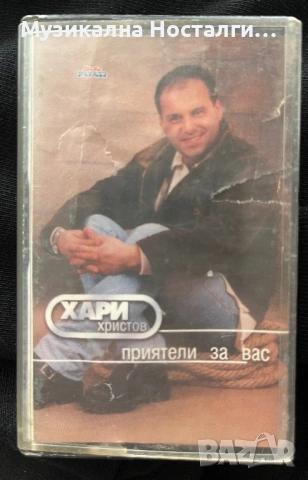 Музикална Носталги...
ХАРИ
христов
приятели за вас
bazar